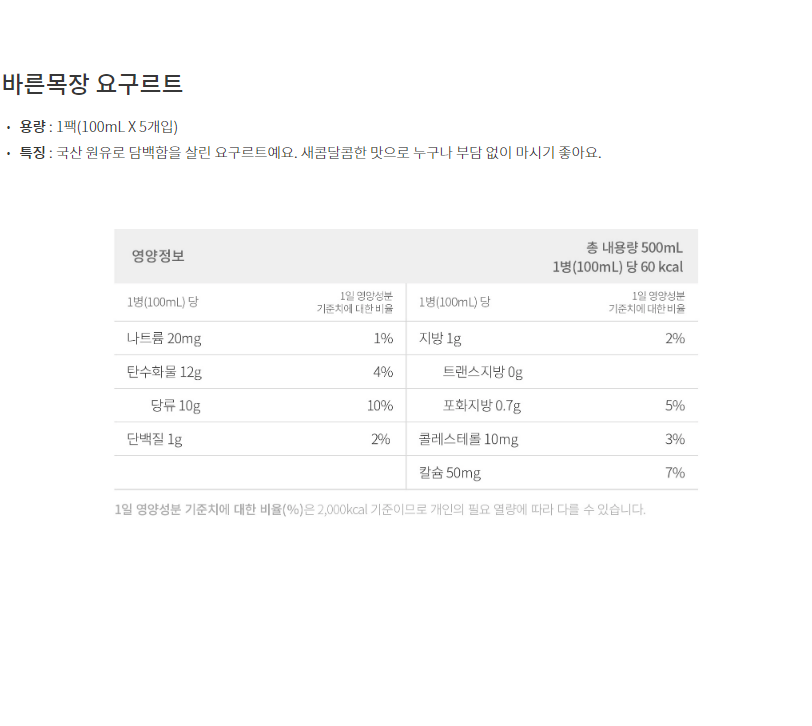 바른목장 요구르트
· 용량 : 1팩(100mL X 5개입)
· 특징 : 국산 원유로 담백함을 살린 요구르트예요. 새콤달콤한 맛으로 누구나 부담 없이 마시기 좋아요.
영양정보
총 내용량 500mL
1병(100mL) 당 60 kcal
1병(100mL) 당
1일 영양성분
기준치에 대한 비율
1병(100mL) 당
1일 영양성분
기준치에 대한 비율
나트륨 20mg 1% 지방 1g 2%
탄수화물 12g 4% 트랜스지방 0g
당류 10g 10% 포화지방 0.7g 5%
단백질 1g 2% 콜레스테롤 10mg 3%
칼슘 50mg 7%
1일 영양성분 기준치에 대한 비율(%)은 2,000kcal 기준이므로 개인의 필요 열량에 따라 다를 수 있습니다.